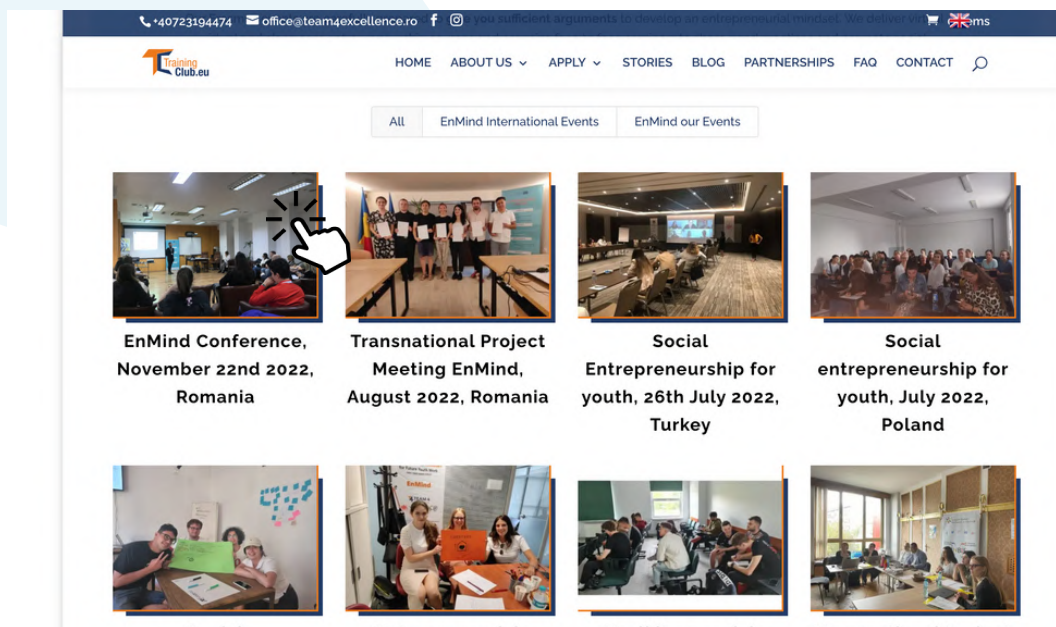 +40723194474 office@team4excellence.ro
you sufficient arguments to develop an entrepreneurial mindset. We deliver virtual
Training
Club.eu
HOME ABOUT US APPLY STORIES BLOG PARTNERSHIPS FAQ CONTACT
All EnMind International Events EnMind our Events
EnMind Conference,
November 22nd 2022,
Romania
Transnational Project
Meeting EnMind,
August 2022, Romania
Social
Entrepreneurship for
youth, 26th July 2022,
Turkey
Social
entrepreneurship for
youth, July 2022,
Poland
EnMind